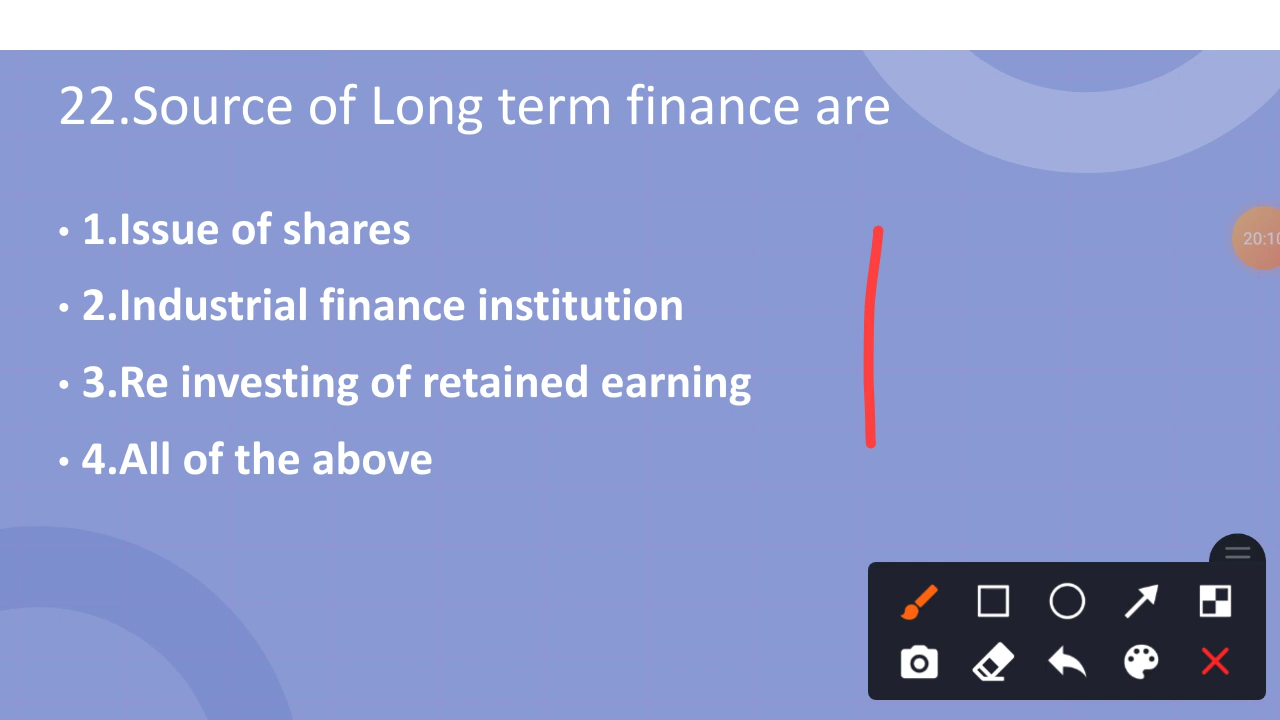 22.Source of Long term finance are
• 1.Issue of shares
• 2.Industrial finance institution
• 3.Re investing of retained earning
• 4.All of the above
20:10